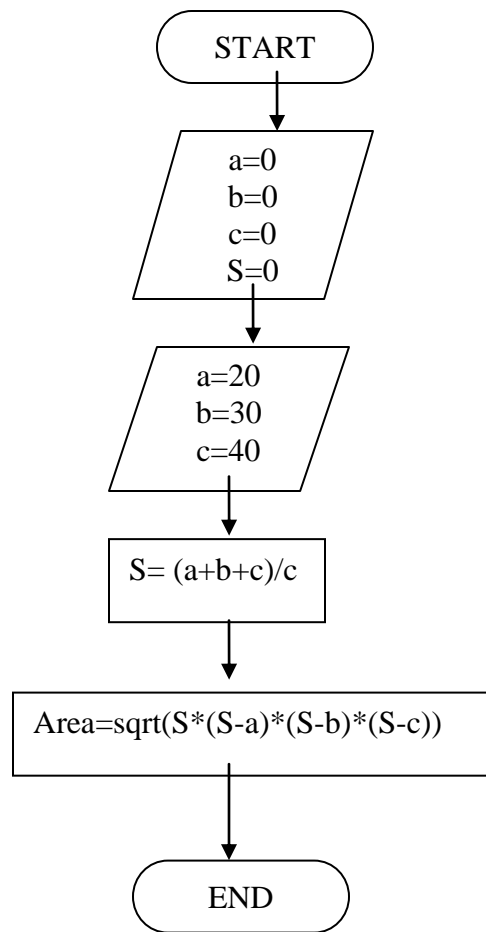 START
a=0
b=0
c=0
S=0
a=20
b=30
c=40
S= (a+b+c)/c
Area=sqrt(S*(S-a)*(S-b)*(S-c))
END